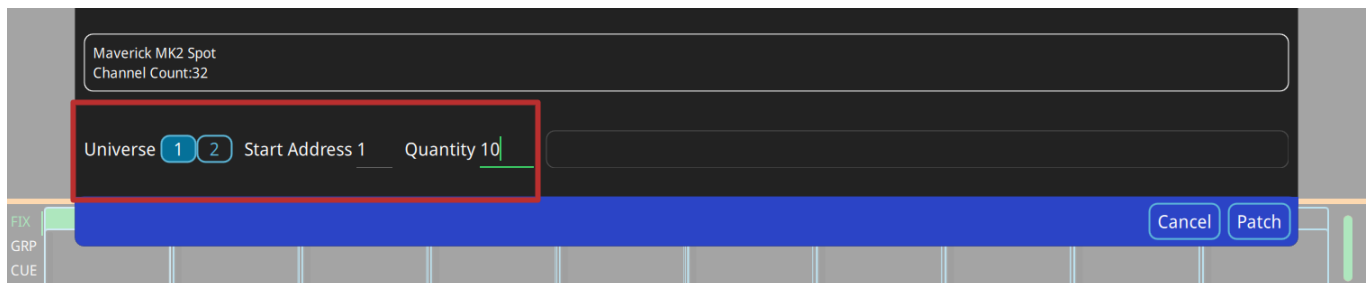 Maverick MK2 Spot
Channel Count:32
Universe 1 2 Start Address 1 Quantity 10
Cancel Patch
FIX
GRP
CUE